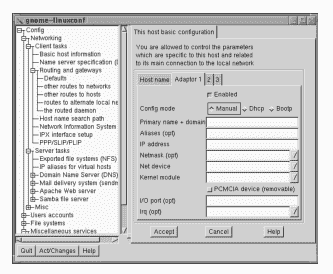 gnome-linuxconf
Config
Networking
Client tasks
Basic host information
Name server specification (
Routing and gateways
Defaults
other routes to networks
other routes to hosts
routes to alternate local ne
the routed daemon
Host name search path
Network Information System
IPX interface setup
PPP/SLIP/PLIP
Server tasks
Exported file systems (NFS)
IP aliases for virtual hosts
Domain Name Server (DNS)
Mail delivery system (sendm
Apache Web server
Samba file server
Misc
Users accounts
File systems
Miscellaneous services
Quit Act/Changes Help
This host basic configuration
You are allowed to control the parameters
which are specific to this host and related
to its main connection to the local network
Host name Adaptor 1 2 3
Enabled
Config mode Manual Dhcp Bootp
Primary name + domain
Aliases (opt)
IP address
Netmask (opt)
Net device
Kernel module
PCMCIA device (removable)
I/O port (opt)
Irq (opt)
Accept Cancel Help